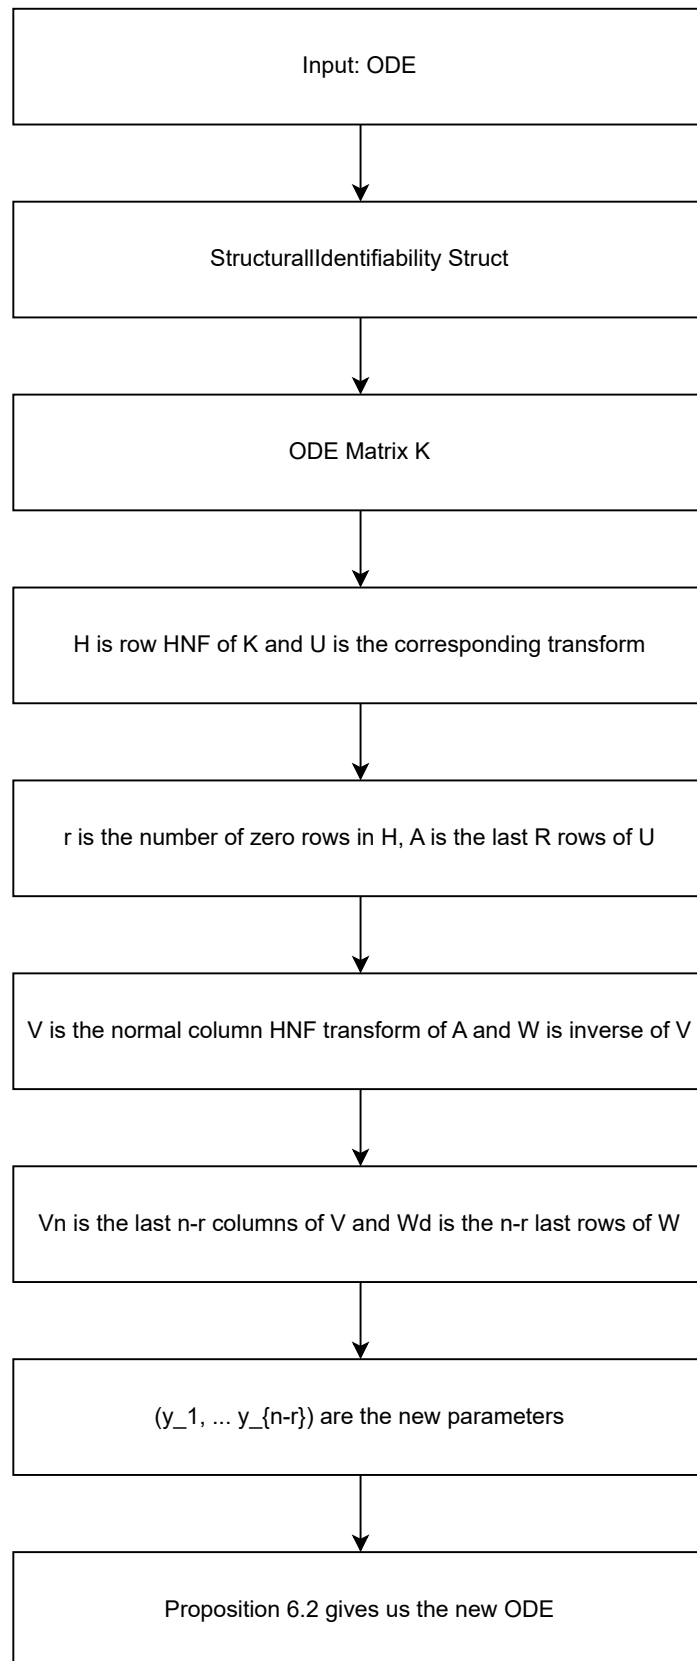 Input: ODE
StructuralIIdentifiability Struct
ODE Matrix K
H is row HNF of K and U is the corresponding transform
r is the number of zero rows in H, A is the last R rows of U
V is the normal column HNF transform of A and W is inverse of V
Vn is the last n-r columns of V and Wd is the n-r last rows of W
(y_1, ... y_{n-r}) are the new parameters
Proposition 6.2 gives us the new ODE